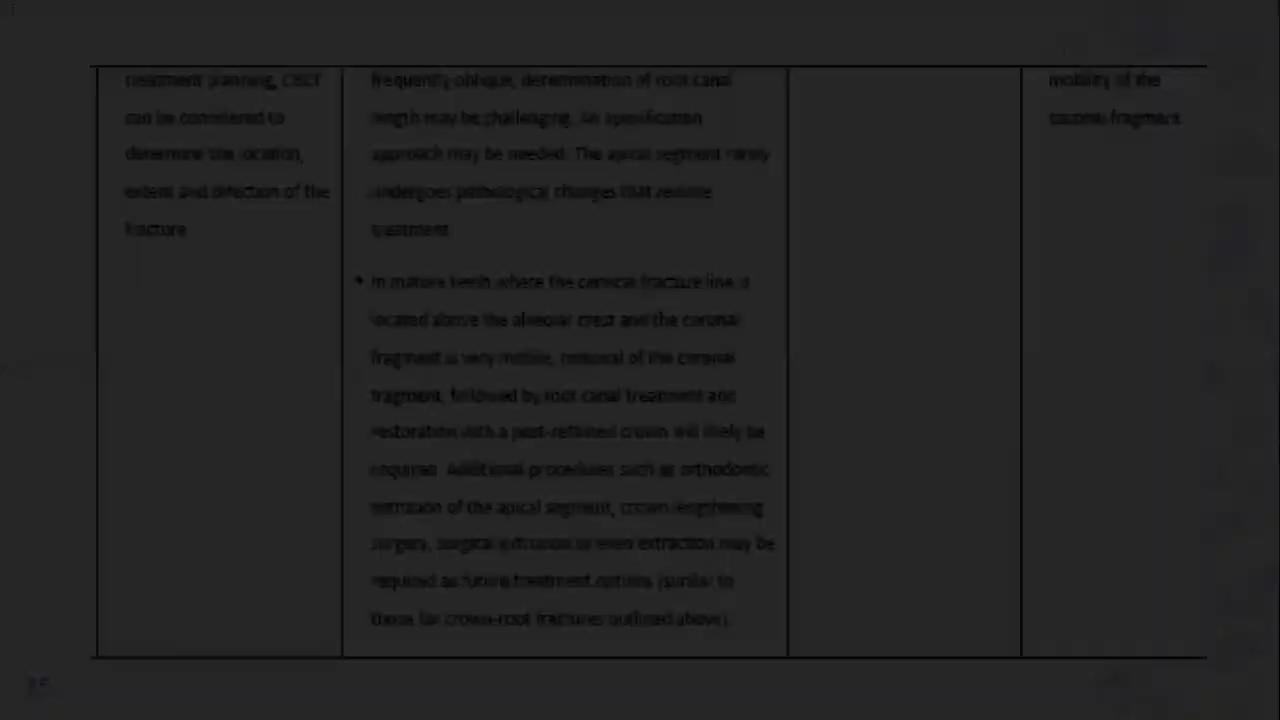 treatment planning, CBCT
can be considered to
determine the location,
extent and direction of the
fracture
frequently oblique, determination of root canal
length may be challenging. An apexification
approach may be needed. The apical segment rarely
undergoes pathological changes that require
treatment
• In mature teeth where the cervical fracture line is
located above the alveolar crest and the coronal
fragment is very mobile, removal of the coronal
fragment, followed by root canal treatment and
restoration with a post-retained crown will likely be
required. Additional procedures such as orthodontic
extrusion of the apical segment, crown lengthening
surgery, surgical extrusion or even extraction may be
required as future treatment options (similar to
those for crown-root fractures outlined above).
mobility of the
coronal fragment